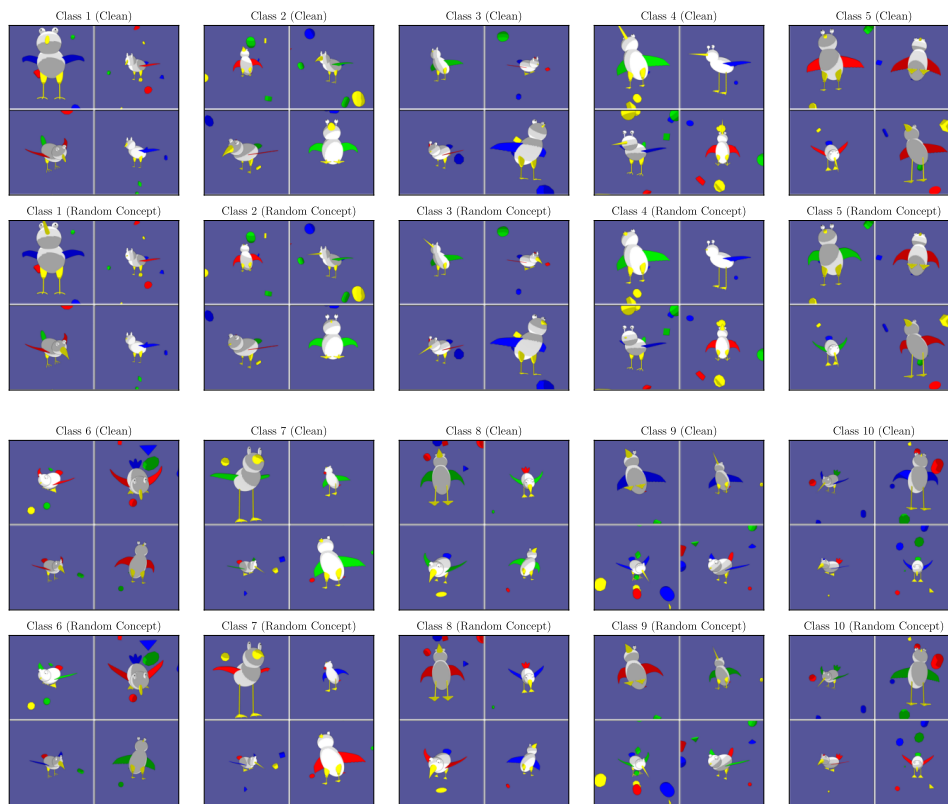 Class 1 (Clean)
Class 2 (Clean)
Class 3 (Clean)
Class 4 (Clean)
Class 5 (Clean)
Class 1 (Random Concept)
Class 2 (Random Concept)
Class 3 (Random Concept)
Class 4 (Random Concept)
Class 5 (Random Concept)
Class 6 (Clean)
Class 7 (Clean)
Class 8 (Clean)
Class 9 (Clean)
Class 10 (Clean)
Class 6 (Random Concept)
Class 7 (Random Concept)
Class 8 (Random Concept)
Class 9 (Random Concept)
Class 10 (Random Concept)